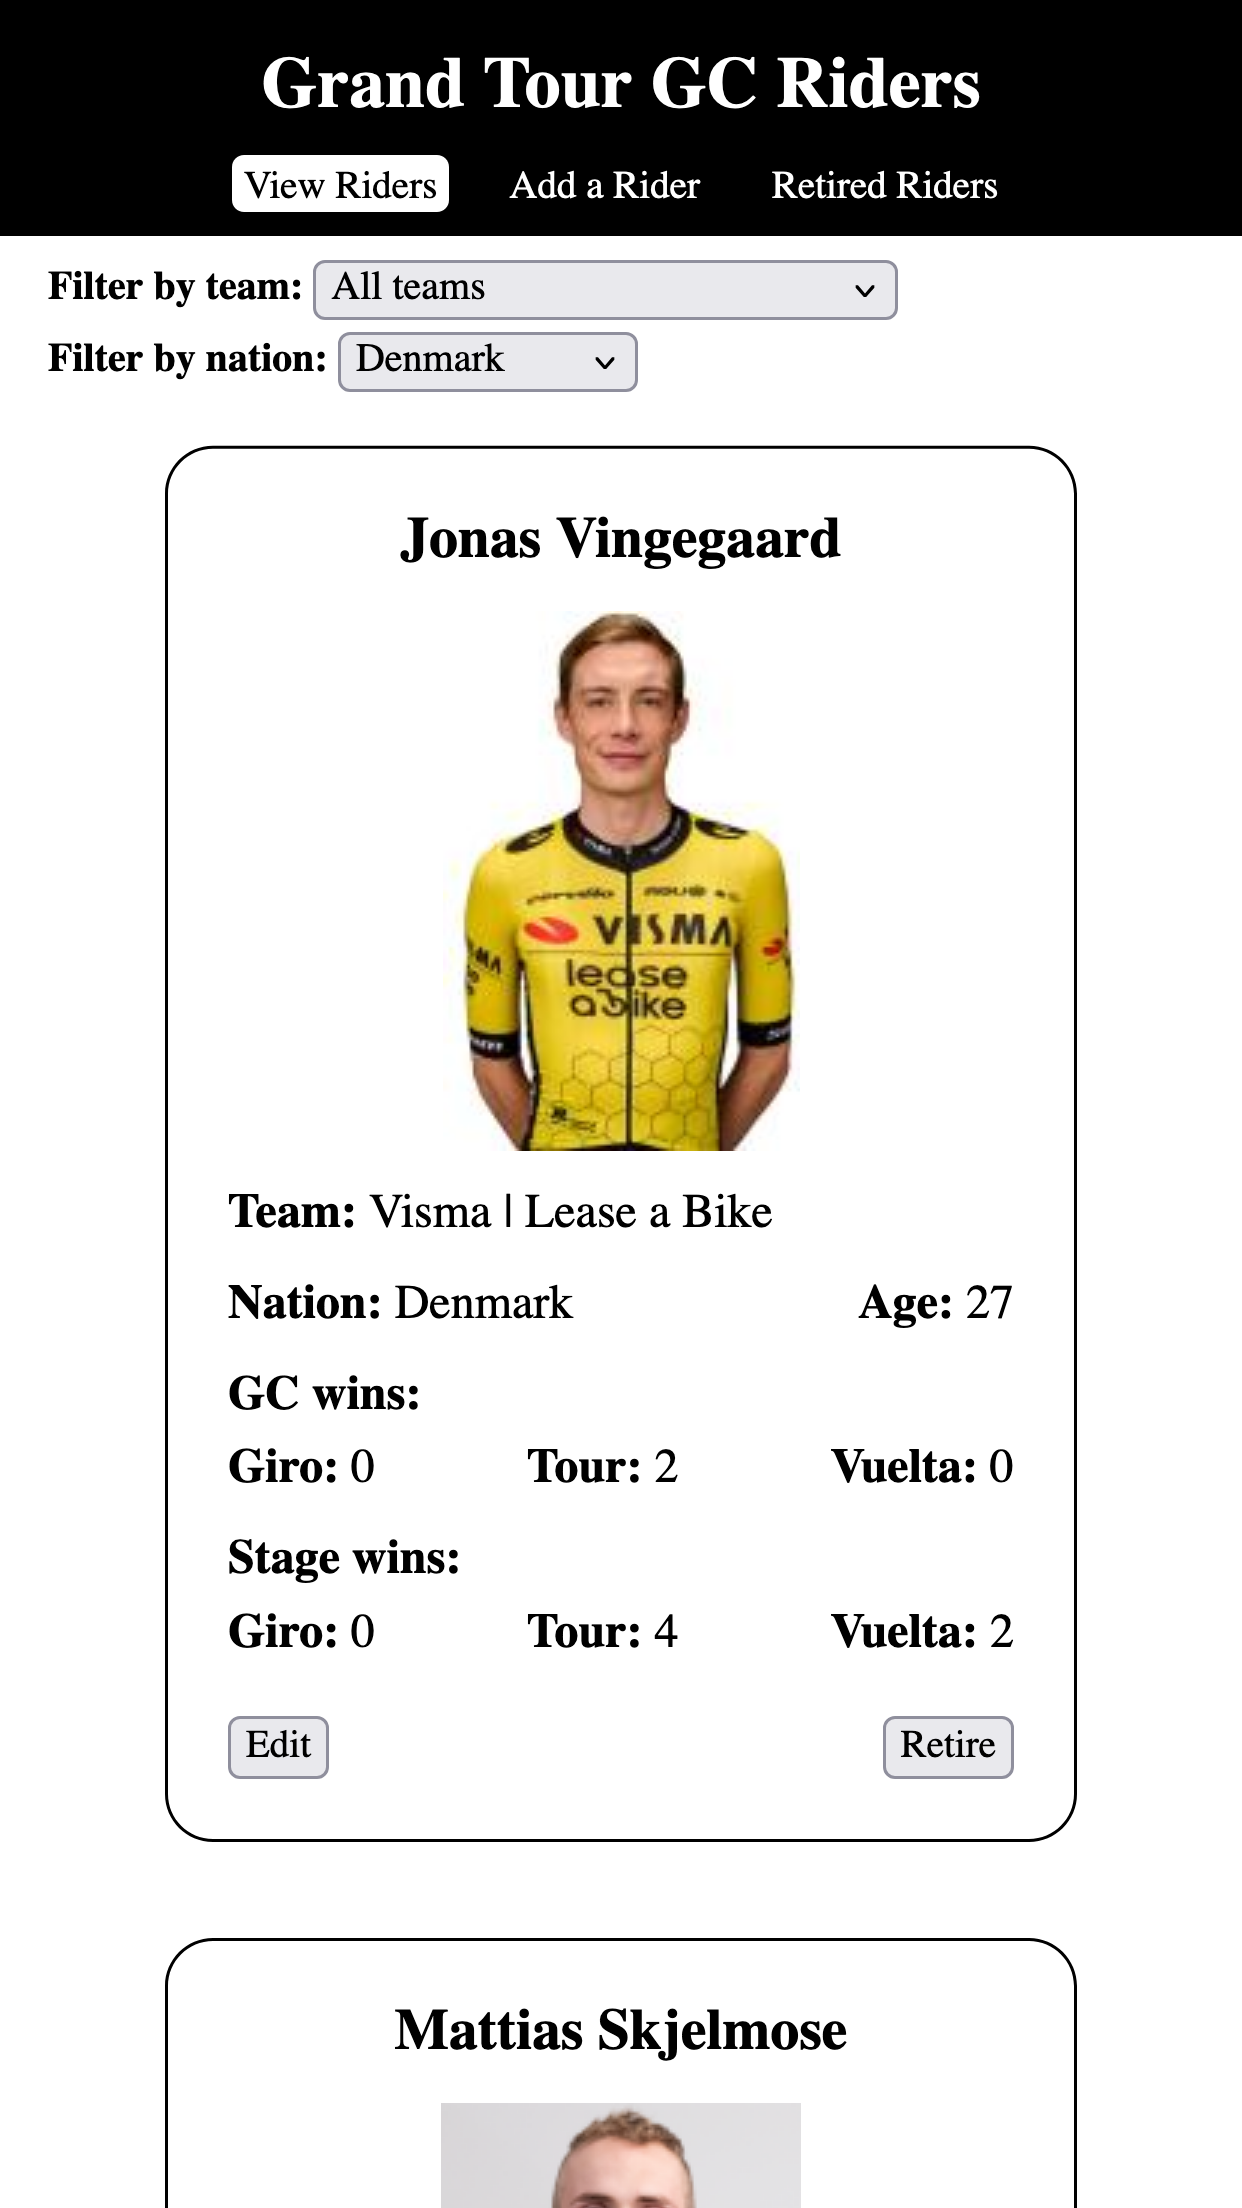 Grand Tour GC Riders
View Riders Add a Rider Retired Riders
Filter by team: All teams
Filter by nation: Denmark
Jonas Vingegaard
VISMA
lease
a bike
Team: Visma | Lease a Bike
Nation: Denmark Age: 27
GC wins:
Giro: 0 Tour: 2 Vuelta: 0
Stage wins:
Giro: 0 Tour: 4 Vuelta: 2
Edit Retire
Mattias Skjelmose